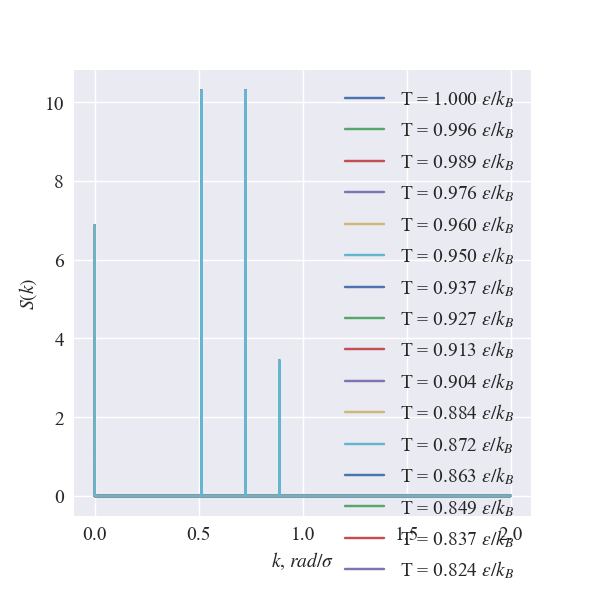 10
8
6
4
2
0
S(k)
0.0 0.5 1.0 1.5 2.0
k, rad/σ
T = 1.000 ε/k_B
T = 0.996 ε/k_B
T = 0.989 ε/k_B
T = 0.976 ε/k_B
T = 0.960 ε/k_B
T = 0.950 ε/k_B
T = 0.937 ε/k_B
T = 0.927 ε/k_B
T = 0.913 ε/k_B
T = 0.904 ε/k_B
T = 0.884 ε/k_B
T = 0.872 ε/k_B
T = 0.863 ε/k_B
T = 0.849 ε/k_B
T = 0.837 ε/k_B
T = 0.824 ε/k_B